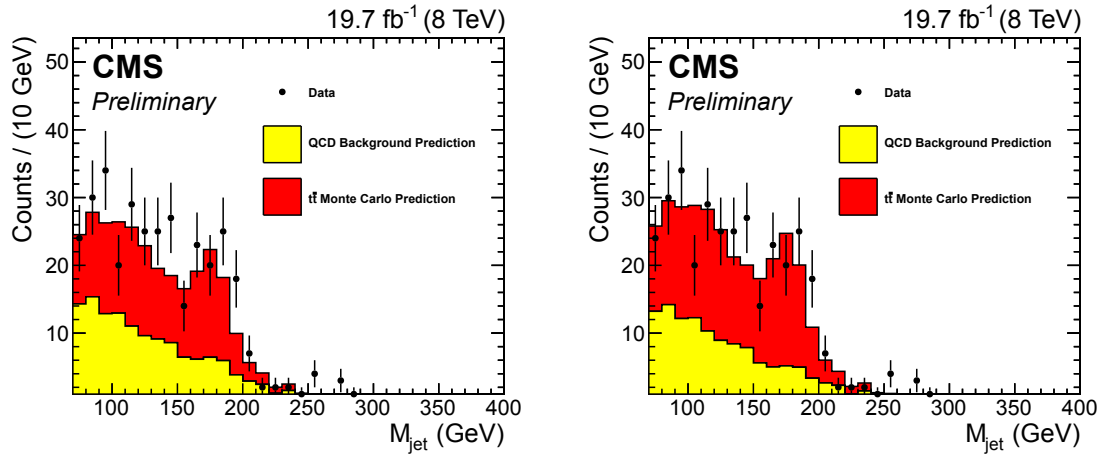 19.7 fb⁻¹ (8 TeV)
CMS
Preliminary
Data
QCD Background Prediction
tt̄ Monte Carlo Prediction
Counts / (10 GeV)
50
40
30
20
10
100 150 200 250 300 350 400
M_jet (GeV)
19.7 fb⁻¹ (8 TeV)
CMS
Preliminary
Data
QCD Background Prediction
tt̄ Monte Carlo Prediction
Counts / (10 GeV)
50
40
30
20
10
100 150 200 250 300 350 400
M_jet (GeV)